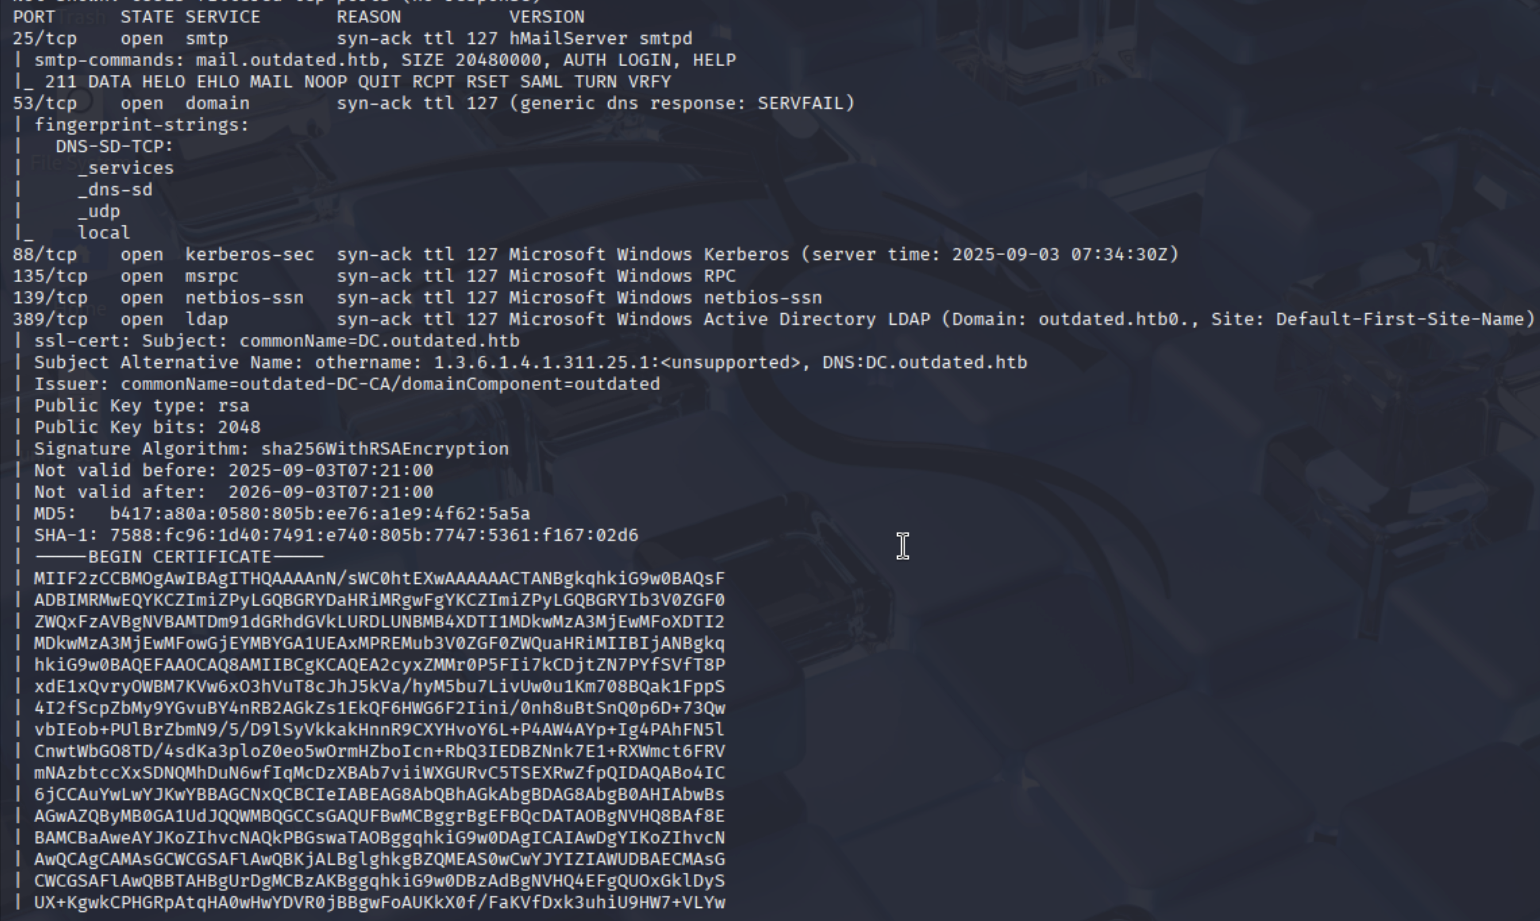 PORT STATE SERVICE REASON VERSION
25/tcp open smtp syn-ack ttl 127 hMailServer smtpd
| smtp-commands: mail.outdated.htb, SIZE 20480000, AUTH LOGIN, HELP
|_ 211 DATA HELO EHLO MAIL NOOP QUIT RCPT RSET SAML TURN VRFY
53/tcp open domain syn-ack ttl 127 (generic dns response: SERVFAIL)
| fingerprint-strings:
| DNS-SD-TCP:
| _services
| _dns-sd
| _udp
|_ local
88/tcp open kerberos-sec syn-ack ttl 127 Microsoft Windows Kerberos (server time: 2025-09-03 07:34:30Z)
135/tcp open msrpc syn-ack ttl 127 Microsoft Windows RPC
139/tcp open netbios-ssn syn-ack ttl 127 Microsoft Windows netbios-ssn
389/tcp open ldap syn-ack ttl 127 Microsoft Windows Active Directory LDAP (Domain: outdated.htb0., Site: Default-First-Site-Name)
| ssl-cert: Subject: commonName=DC.outdated.htb
| Subject Alternative Name: othername: 1.3.6.1.4.1.311.25.1:<unsupported>, DNS:DC.outdated.htb
| Issuer: commonName=outdated-DC-CA/domainComponent=outdated
| Public Key type: rsa
| Public Key bits: 2048
| Signature Algorithm: sha256WithRSAEncryption
| Not valid before: 2025-09-03T07:21:00
| Not valid after: 2026-09-03T07:21:00
| MD5: b417:a80a:0580:805b:ee76:a1e9:4f62:5a5a
| SHA-1: 7588:fc96:1d40:7491:e740:805b:7747:5361:f167:02d6
| -----BEGIN CERTIFICATE-----
| MIIF2zCCBMOgAwIBAgITHQAAAAnN/sWC0htEXwAAAAAACTANBgkqhkiG9w0BAQsF
| ADBIMRMwEQYKCZImiZPyLGQBGRYDaHRiMRgwFgYKCZImiZPyLGQBGRYIb3V0ZGF0
| ZWQxFzAVBgNVBAMTDm91dGRhdGVkLURDLUNBMB4XDTI1MDkwMzA3MjEwMFoXDTI2
| MDkwMzA3MjEwMFowGjEYMBYGA1UEAxMPREMub3V0ZGF0ZWQuaHRiMIIBIjANBgkq
| hkiG9w0BAQEFAAOCAQ8AMIIBCgKCAQEA2cyxZMMr0P5FIi7kCDjtZN7PYfSVfT8P
| xdE1xQvryOWBM7KVw6xO3hVuT8cJhJ5kVa/hyM5bu7LivUw0u1Km708BQak1FppS
| 4I2fScpZbMy9YGvuBY4nRB2AGkZs1EkQF6HWG6F2Iini/0nh8uBtSnQ0p6D+73Qw
| vbIEob+PUlBrZbmN9/5/D9lSyVkkakHnnR9CXYHvoY6L+P4AW4AYp+Ig4PAhFN5l
| CnwtWbGO8TD/4sdKa3ploZ0eo5wOrmHZboIcn+RbQ3IEDBZNnk7E1+RXWmct6FRV
| mNAzbtccXxSDNQMhDuN6wfIqMcDzXBAb7viiWXGURvC5TSEXRwZfpQIDAQABo4IC
| 6jCCAuYwLwYJKwYBBAGCNxQCBCIeIABEAG8AbQBhAGkAbgBDAG8AbgB0AHIAbwBs
| AGwAZQByMB0GA1UdJQQWMBQGCCsGAQUFBwMCBggrBgEFBQcDATAOBgNVHQ8BAf8E
| BAMCBaAweAYJKoZIhvcNAQkPBGswaTAOBggqhkiG9w0DAgICAIAwDgYIKoZIhvcN
| AwQCAgCAMAsGCWCGSAFlAwQBKjALBglghkgBZQMEAS0wCwYJYIZIAWUDBAECMAsG
| CWCGSAFlAwQBBTAHBgUrDgMCBzAKBggqhkiG9w0DBzAdBgNVHQ4EFgQUOxGklDyS
| UX+KgwkCPHGRpAtqHA0wHwYDVR0jBBgwFoAUKkX0f/FaKVfDxk3uhiU9HW7+VLYw